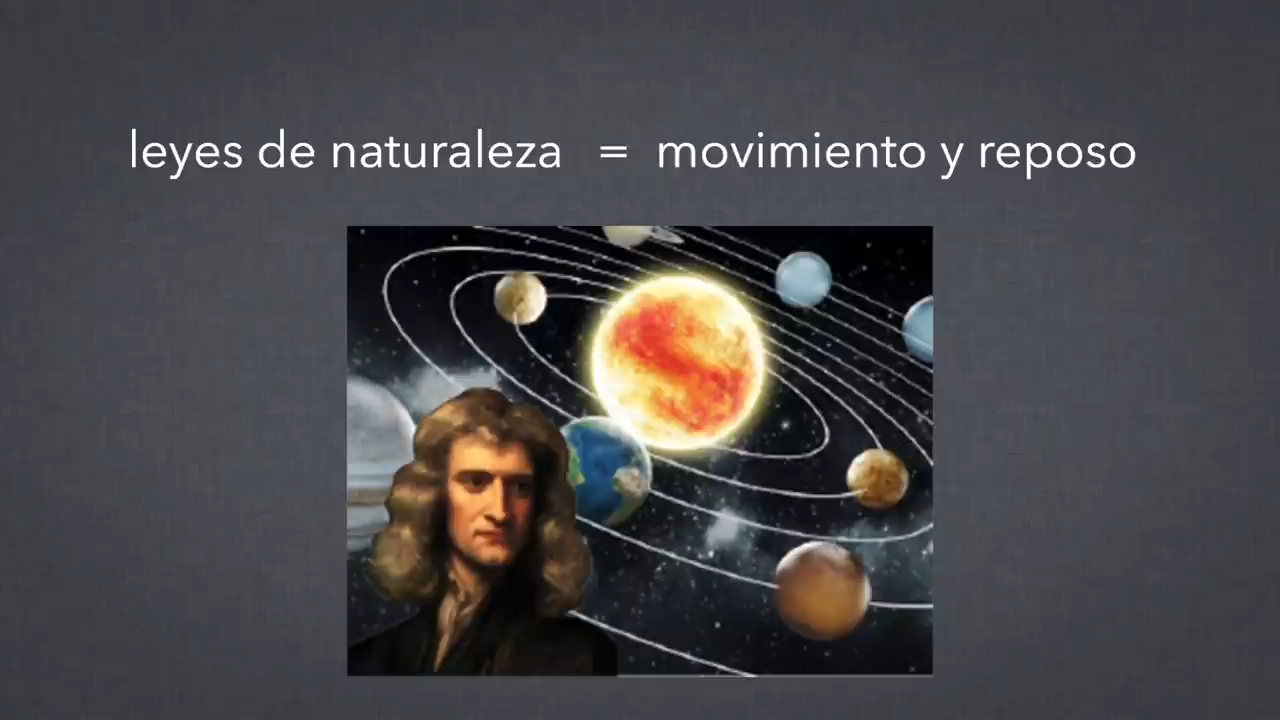 leyes de naturaleza = movimiento y reposo